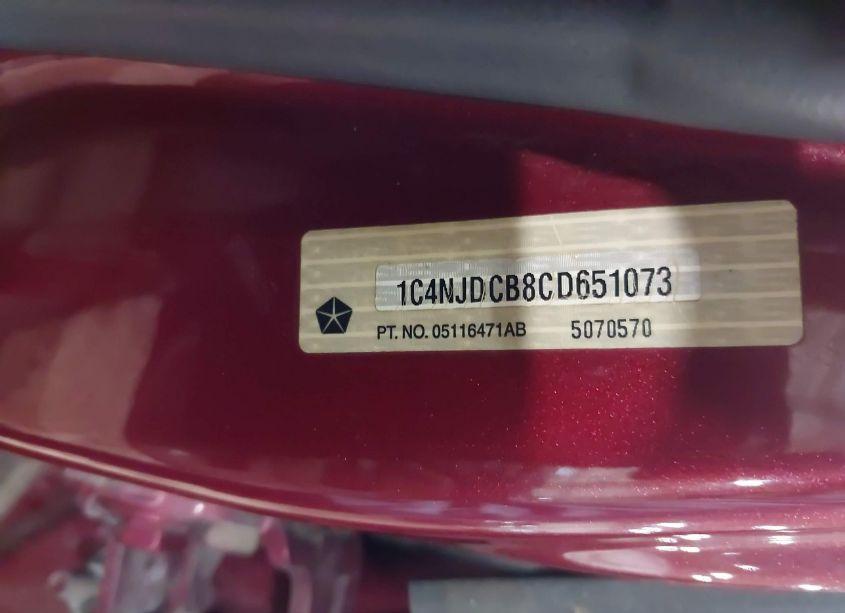 1C4NJDCB8CD651073
PT. NO. 05116471AB 5070570